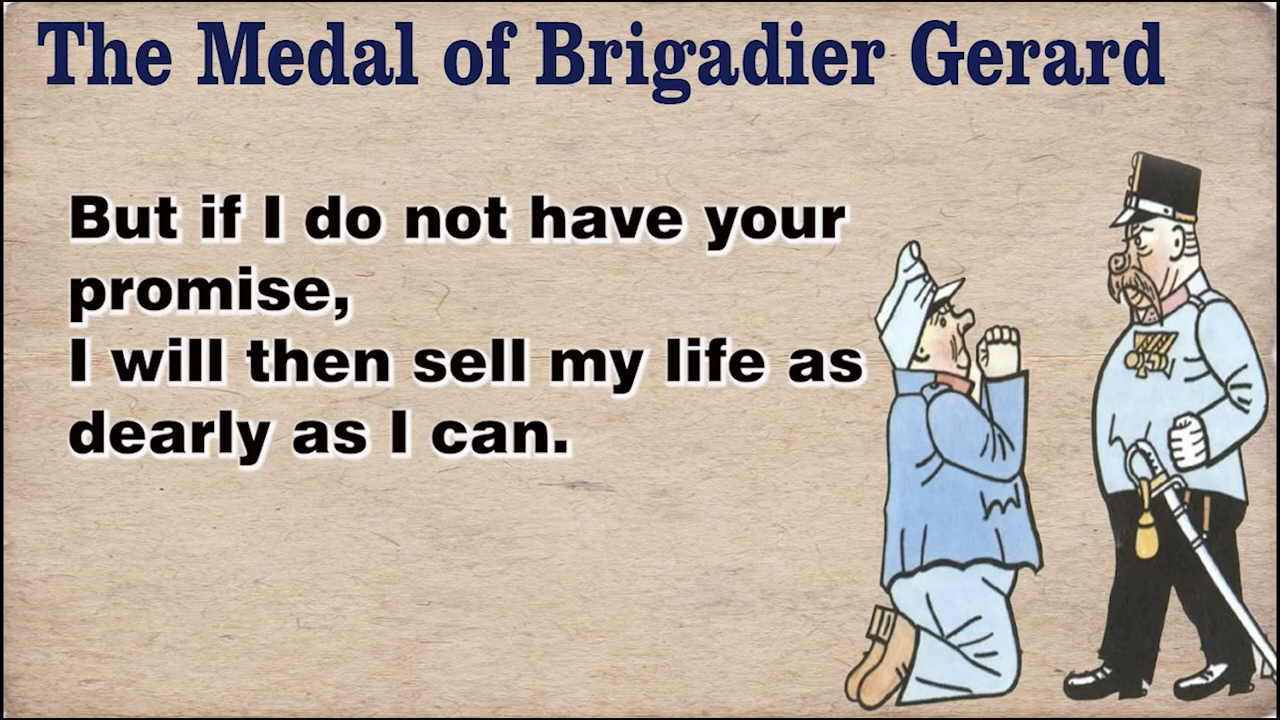 The Medal of Brigadier Gerard
But if I do not have your
promise,
I will then sell my life as
dearly as I can.